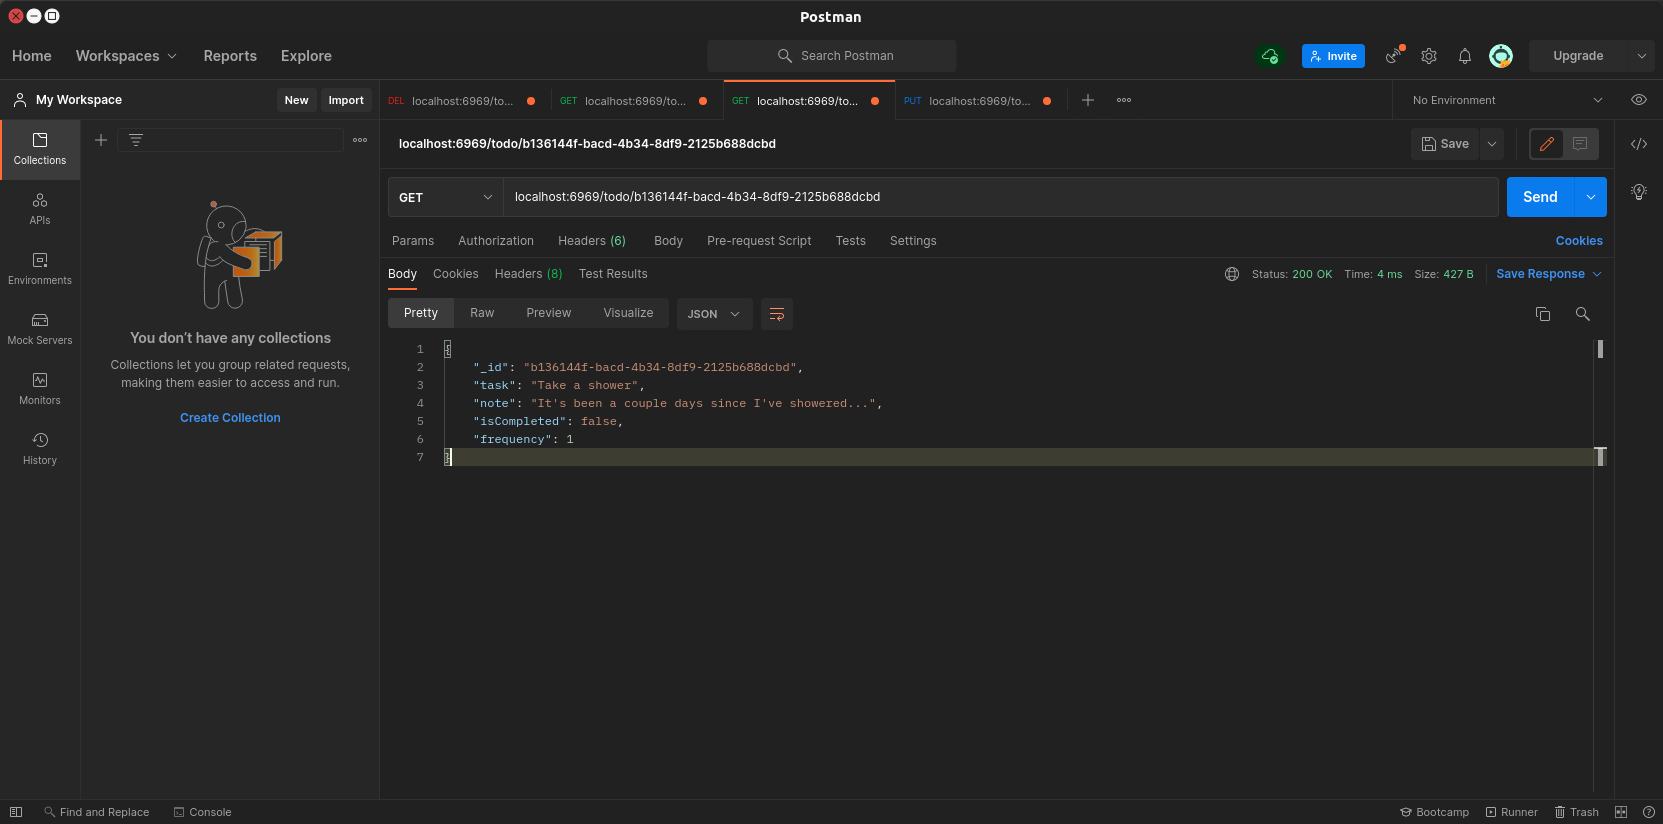 Postman
Home Workspaces Reports Explore Search Postman Invite Upgrade
My Workspace New Import DEL localhost:6969/to... GET localhost:6969/to... GET localhost:6969/to... PUT localhost:6969/to... No Environment
Collections
APIs
Environments
Mock Servers
Monitors
History
You don't have any collections
Collections let you group related requests,
making them easier to access and run.
Create Collection
localhost:6969/todo/b136144f-bacd-4b34-8df9-2125b688dcbd Save
GET localhost:6969/todo/b136144f-bacd-4b34-8df9-2125b688dcbd Send
Params Authorization Headers (6) Body Pre-request Script Tests Settings Cookies
Body Cookies Headers (8) Test Results Status: 200 OK Time: 4 ms Size: 427 B Save Response
Pretty Raw Preview Visualize JSON
1 {
2 "_id": "b136144f-bacd-4b34-8df9-2125b688dcbd",
3 "task": "Take a shower",
4 "note": "It's been a couple days since I've showered...",
5 "isCompleted": false,
6 "frequency": 1
7 }
Find and Replace Console Bootcamp Runner Trash